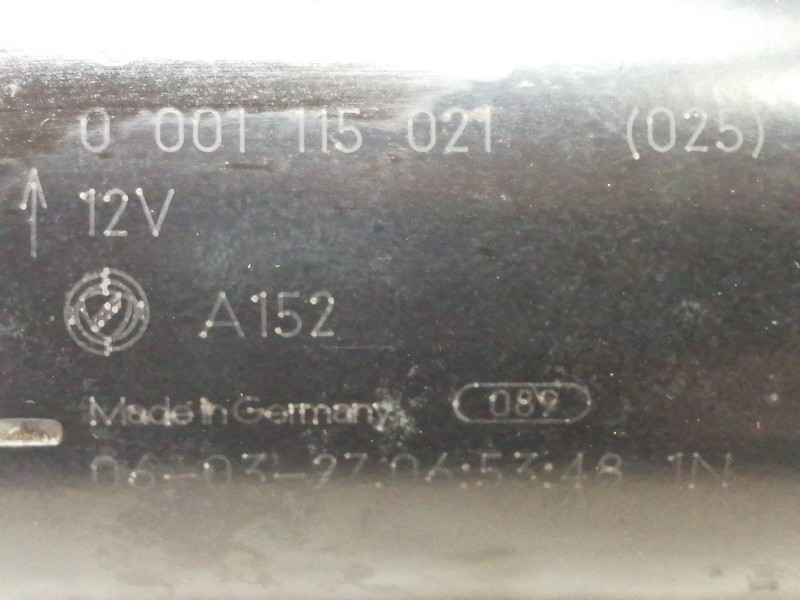 0 001 115 021 (025)
12V
A152
Made in Germany 089
06-03-27 06:53:48 1N